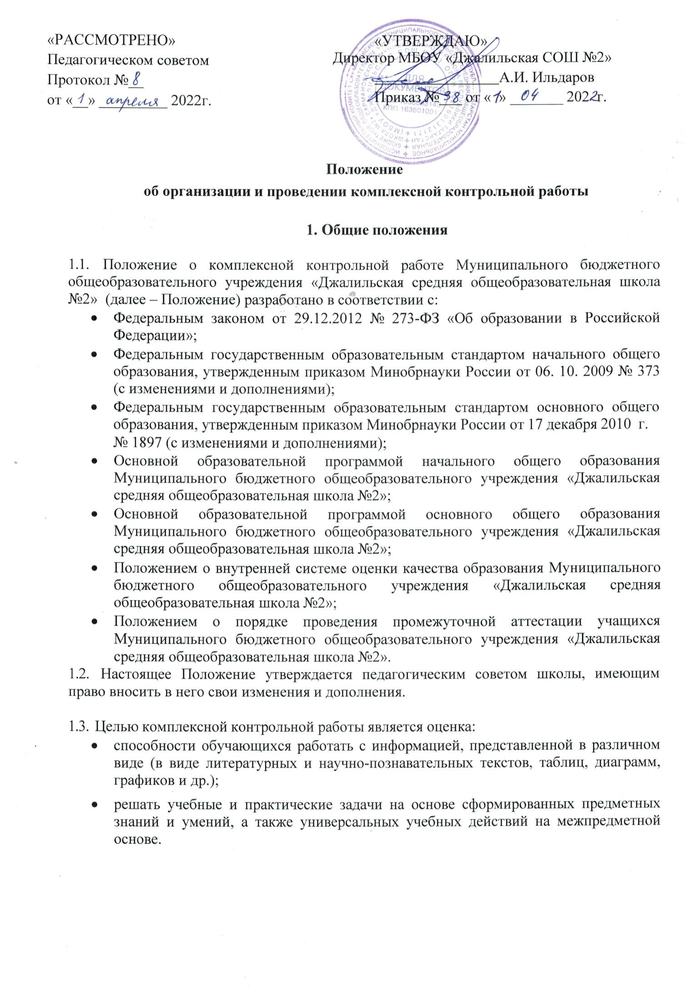 «РАССМОТРЕНО»
Педагогическом советом
Протокол № 8
от «1» апреля 2022г.
«УТВЕРЖДАЮ»
Директор МБОУ «Джалильская СОШ №2»
А.И. Ильдаров
Приказ № 38 от «1» 04 2022г.
ДЛЯ
ДОКУМЕНТОВ
КПП 163601001
Положение
об организации и проведении комплексной контрольной работы
1. Общие положения
1.1. Положение о комплексной контрольной работе Муниципального бюджетного
общеобразовательного учреждения «Джалильская средняя общеобразовательная школа
№2» (далее – Положение) разработано в соответствии с:
• Федеральным законом от 29.12.2012 № 273-ФЗ «Об образовании в Российской
Федерации»;
• Федеральным государственным образовательным стандартом начального общего
образования, утвержденным приказом Минобрнауки России от 06. 10. 2009 № 373
(с изменениями и дополнениями);
• Федеральным государственным образовательным стандартом основного общего
образования, утвержденным приказом Минобрнауки России от 17 декабря 2010 г.
№ 1897 (с изменениями и дополнениями);
• Основной образовательной программой начального общего образования
Муниципального бюджетного общеобразовательного учреждения «Джалильская
средняя общеобразовательная школа №2»;
• Основной образовательной программой основного общего образования
Муниципального бюджетного общеобразовательного учреждения «Джалильская
средняя общеобразовательная школа №2»;
• Положением о внутренней системе оценки качества образования Муниципального
бюджетного общеобразовательного учреждения «Джалильская средняя
общеобразовательная школа №2»;
• Положением о порядке проведения промежуточной аттестации учащихся
Муниципального бюджетного общеобразовательного учреждения «Джалильская
средняя общеобразовательная школа №2».
1.2. Настоящее Положение утверждается педагогическим советом школы, имеющим
право вносить в него свои изменения и дополнения.
1.3. Целью комплексной контрольной работы является оценка:
• способности обучающихся работать с информацией, представленной в различном
виде (в виде литературных и научно-познавательных текстов, таблиц, диаграмм,
графиков и др.);
• решать учебные и практические задачи на основе сформированных предметных
знаний и умений, а также универсальных учебных действий на межпредметной
основе.